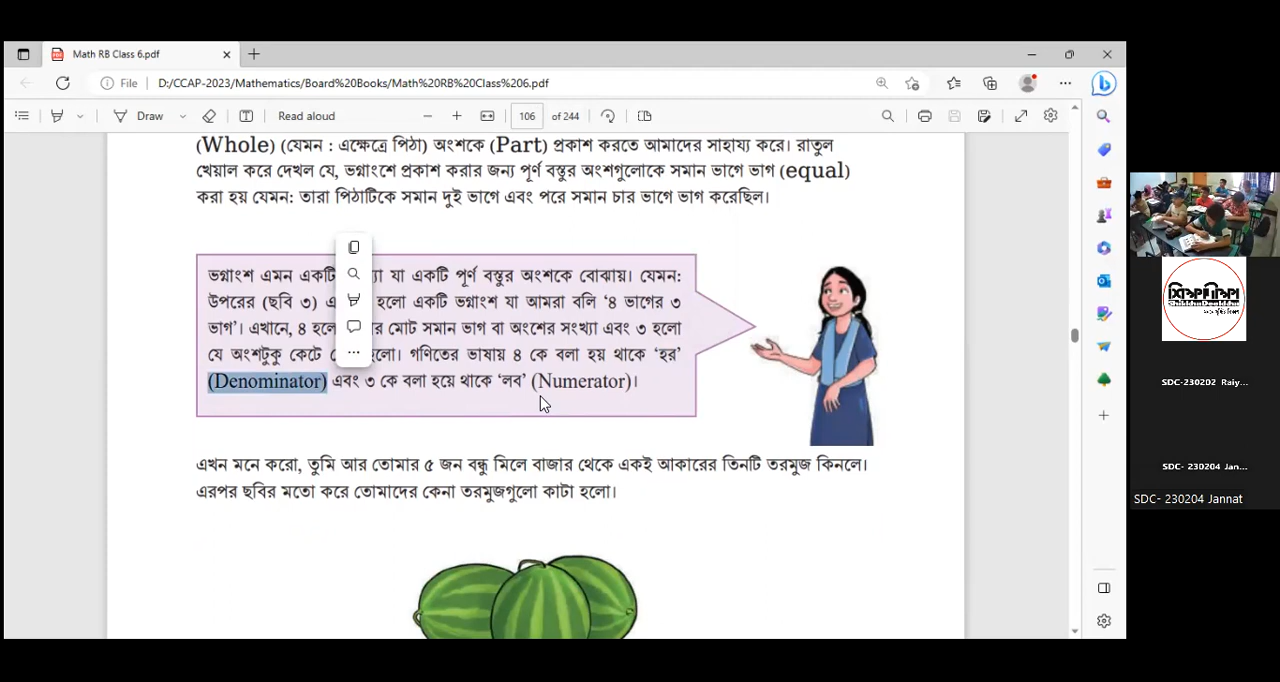 Math RB Class 6.pdf
File D:/CCAP-2023/Mathematics/Board%20Books/Math%20RB%20Class%206.pdf
Draw Read aloud 106 of 244
(Whole) (যেমন : এক্ষেত্রে পিঠা) অংশকে (Part) প্রকাশ করতে আমাদের সাহায্য করে। রাতুল
খেয়াল করে দেখল যে, ভগ্নাংশে প্রকাশ করার জন্য পূর্ণ বস্তুর অংশগুলোকে সমান ভাগে ভাগ (equal)
করা হয় যেমন: তারা পিঠাটিকে সমান দুই ভাগে এবং পরে সমান চার ভাগে ভাগ করেছিল।
ভগ্নাংশ এমন একটি যা একটি পূর্ণ বস্তুর অংশকে বোঝায়। যেমন:
উপরের (ছবি ৩) হলো একটি ভগ্নাংশ যা আমরা বলি ‘৪ ভাগের ৩
ভাগ’। এখানে, ৪ মোট সমান ভাগ বা অংশের সংখ্যা এবং ৩ হলো
যে অংশটুকু কেটে হলো। গণিতের ভাষায় ৪ কে বলা হয় থাকে ‘হর’
(Denominator) এবং ৩ কে বলা হয়ে থাকে ‘লব’ (Numerator)।
এখন মনে করো, তুমি আর তোমার ৫ জন বন্ধু মিলে বাজার থেকে একই আকারের তিনটি তরমুজ কিনলে।
এরপর ছবির মতো করে তোমাদের কেনা তরমুজগুলো কাটা হলো।
SDC-230202 Raiy...
SDC- 230204 Jan...
SDC- 230204 Jannat